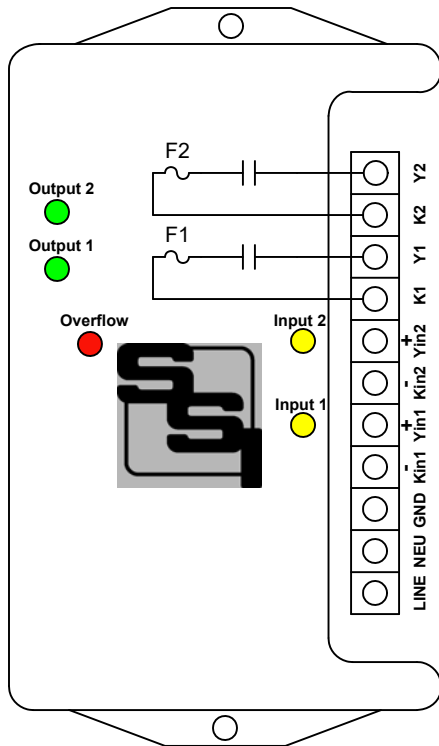 F2
Output 2
Output 1
F1
Overflow
Input 2
Input 1
SSI
Y2
K2
Y1
K1
+ Yin2
- Kin2
+ Yin1
- Kin1
GND
NEU
LINE